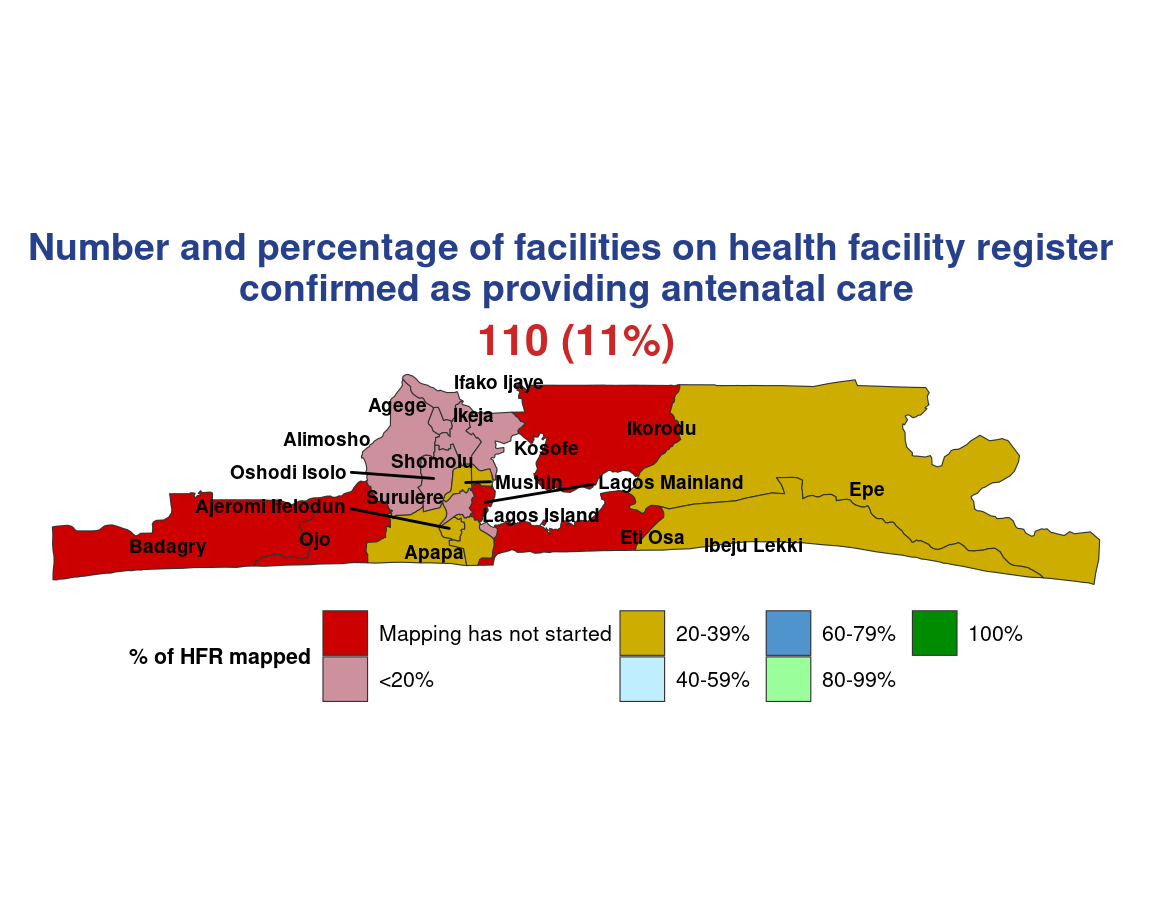 Number and percentage of facilities on health facility register
confirmed as providing antenatal care
110 (11%)
Ifako Ijaye
Agege
Ikeja
Ikorodu
Alimosho
Kosofe
Shomolu
Oshodi Isolo
Mushin
Lagos Mainland
Epe
Surulere
Ajeromi Ifelodun
Lagos Island
Eti Osa
Ojo
Badagry
Ibeju Lekki
Apapa
% of HFR mapped
Mapping has not started
<20%
20-39%
40-59%
60-79%
80-99%
100%